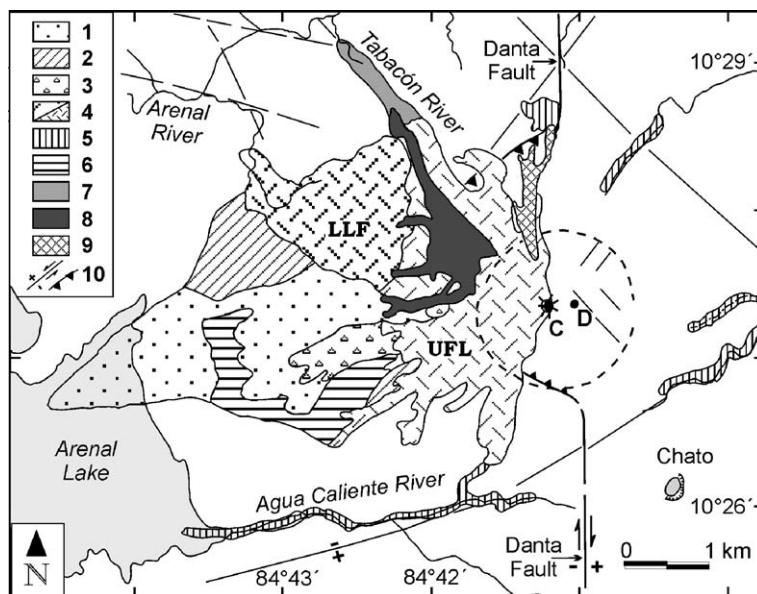 1
2
3
4
5
6
7
8
9
10
Tabacón River
Danta
Fault
10°29´
Arenal
River
LLF
UFL
C
D
Arenal
Lake
Agua Caliente River
Chato
10°26´
N
84°43´
84°42´
Danta
Fault
- +
- +
0 1 km